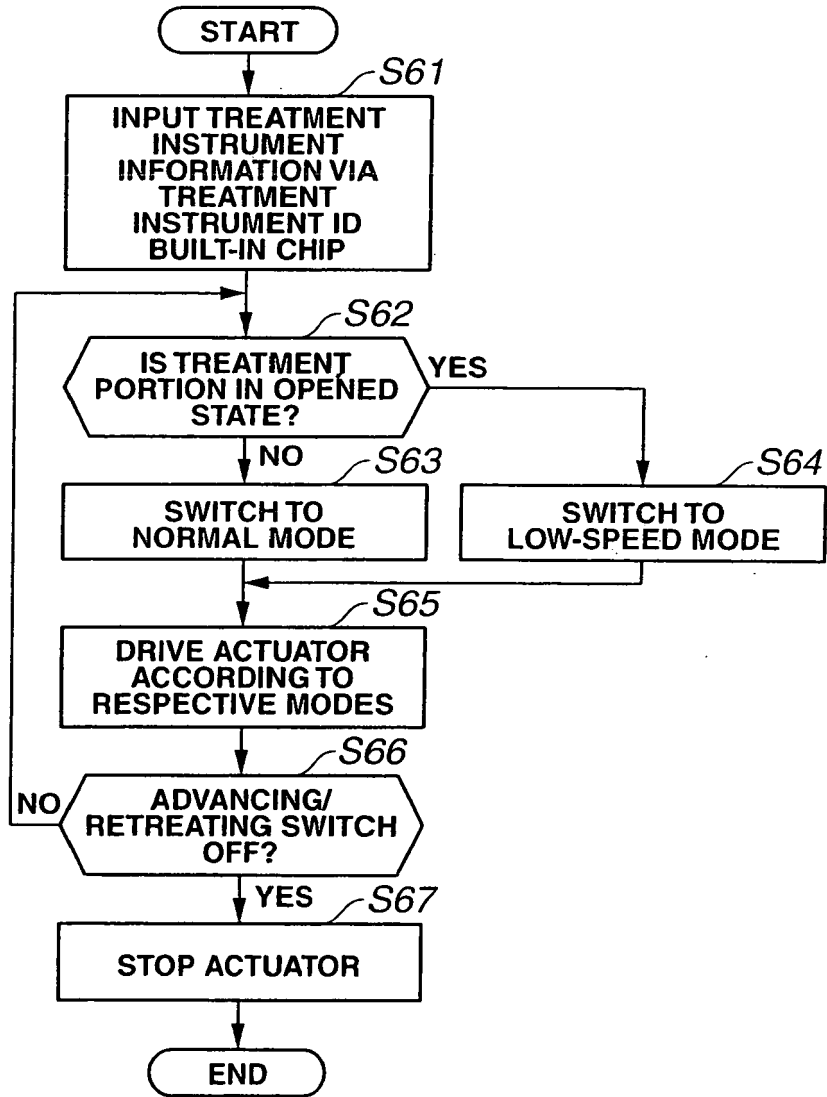 START
S61
INPUT TREATMENT
INSTRUMENT
INFORMATION VIA
TREATMENT
INSTRUMENT ID
BUILT-IN CHIP
S62
IS TREATMENT
PORTION IN OPENED
STATE?
YES
NO
S63
SWITCH TO
NORMAL MODE
S64
SWITCH TO
LOW-SPEED MODE
S65
DRIVE ACTUATOR
ACCORDING TO
RESPECTIVE MODES
S66
ADVANCING/
RETREATING SWITCH
OFF?
NO
YES
S67
STOP ACTUATOR
END